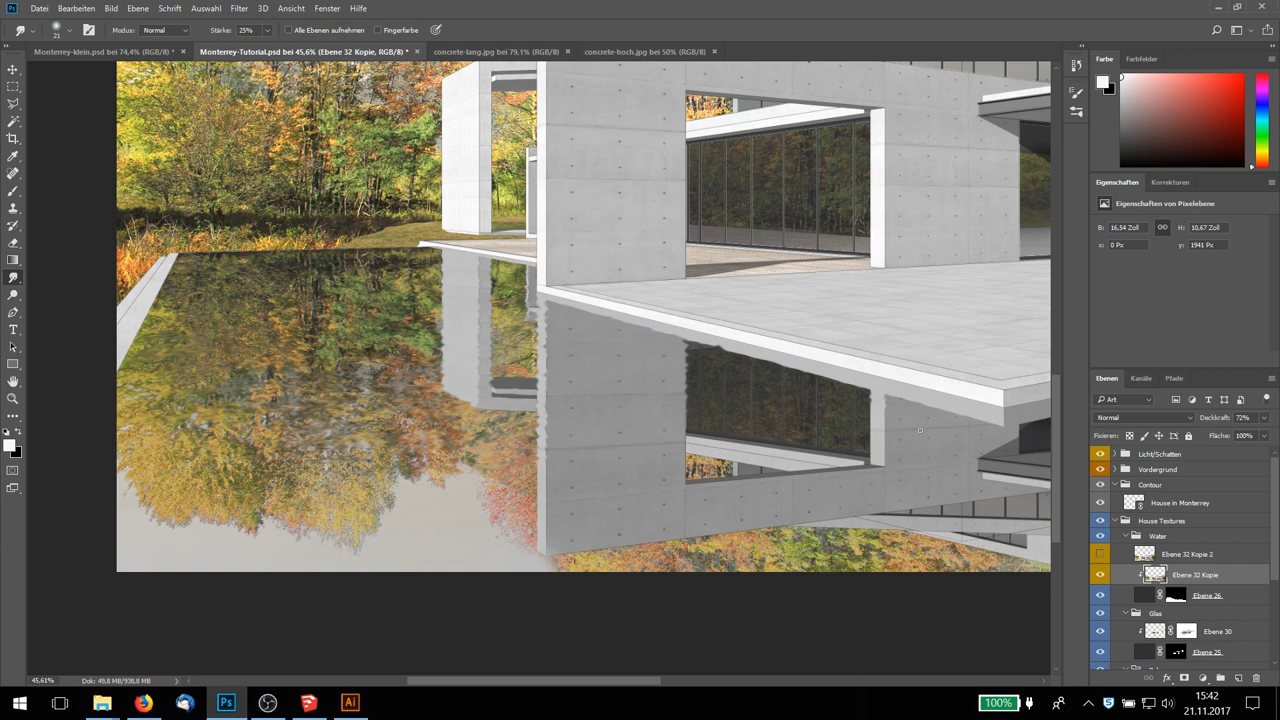 Ps Datei Bearbeiten Bild Ebene Schrift Auswahl Filter 3D Ansicht Fenster Hilfe
21 Modus: Normal Stärke: 25% Alle Ebenen aufnehmen Fingerfarbe
Monterrey-klein.psd bei 74,4% (RGB/8) * Monterrey-Tutorial.psd bei 45,6% (Ebene 32 Kopie, RGB/8) * concrete-lang.jpg bei 79,1% (RGB/8) concrete-hoch.jpg bei 50% (RGB/8)
Farbe Farbfelder
Eigenschaften Korrekturen
Eigenschaften von Pixelebene
B: 16,54 Zoll H: 10,67 Zoll
x: 0 Px y: 1941 Px
Ebenen Kanäle Pfade
Art
Normal Deckkraft: 72%
Fixieren: Fläche: 100%
Licht/Schatten
Vordergrund
Contour
House in Monterrey
House Textures
Water
Ebene 32 Kopie 2
Ebene 32 Kopie
Ebene 26
Glas
Ebene 30
Ebene 25
fx
45,61% Dok: 49,8 MB/938,8 MB
Ps Ai 100% 15:42
21.11.2017